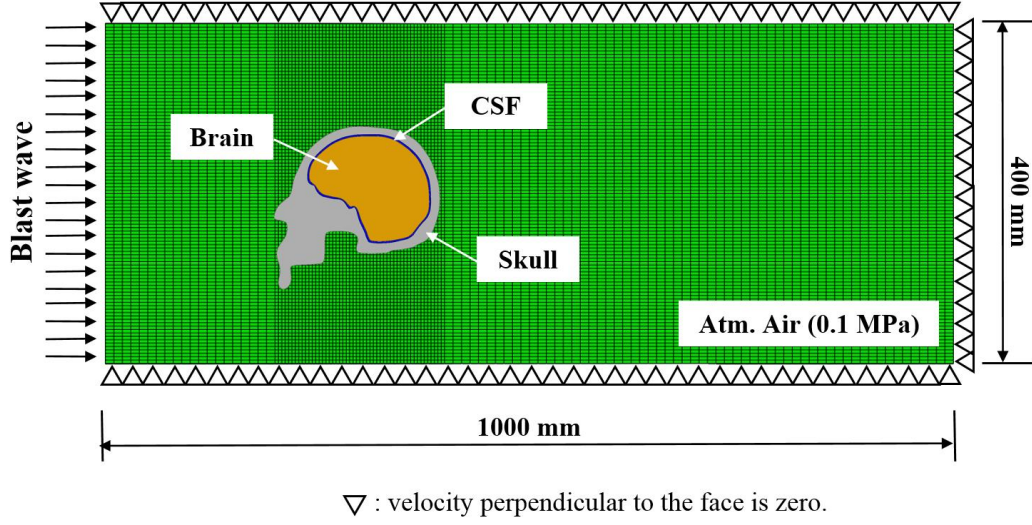 CSF
Brain
Blast wave
400 mm
Skull
Atm. Air (0.1 MPa)
1000 mm
▽ : velocity perpendicular to the face is zero.